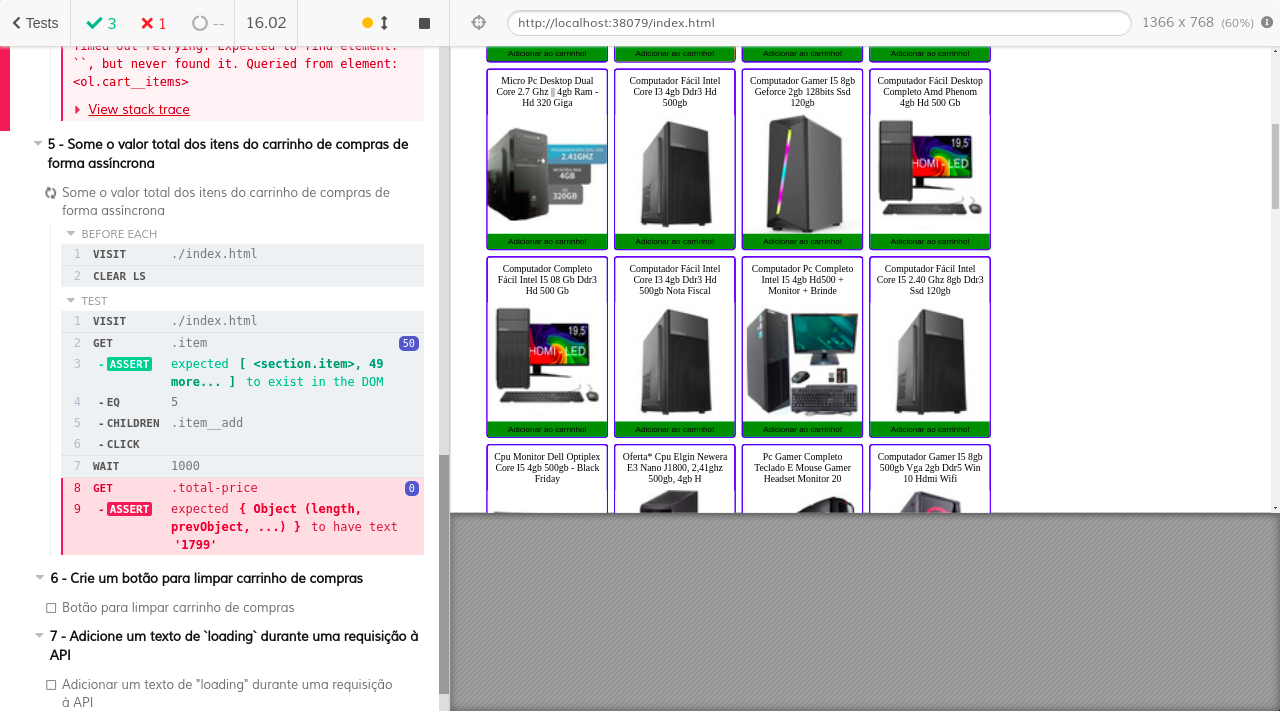 Tests
3
1
--
16.02
http://localhost:38079/index.html
1366 x 768 (60%)
Timed out retrying: Expected to find element:
``, but never found it. Queried from element:
<ol.cart__items>
View stack trace
5 - Some o valor total dos itens do carrinho de compras de
forma assíncrona
Some o valor total dos itens do carrinho de compras de
forma assíncrona
BEFORE EACH
1 VISIT ./index.html
2 CLEAR LS
TEST
1 VISIT ./index.html
2 GET .item 50
3 - ASSERT expected [ <section.item>, 49
more... ] to exist in the DOM
4 - EQ 5
5 - CHILDREN .item__add
6 - CLICK
7 WAIT 1000
8 GET .total-price 0
9 - ASSERT expected { Object (length,
prevObject, ...) } to have text
'1799'
6 - Crie um botão para limpar carrinho de compras
Botão para limpar carrinho de compras
7 - Adicione um texto de `loading` durante uma requisição à
API
Adicionar um texto de "loading" durante uma requisição
à API
Adicionar ao carrinho!
Adicionar ao carrinho!
Adicionar ao carrinho!
Adicionar ao carrinho!
Micro Pc Desktop Dual
Core 2.7 Ghz || 4gb Ram -
Hd 320 Giga
2.41GHZ
4GB
320GB
Adicionar ao carrinho!
Computador Fácil Intel
Core I3 4gb Ddr3 Hd
500gb
Adicionar ao carrinho!
Computador Gamer I5 8gb
Geforce 2gb 128bits Ssd
120gb
Adicionar ao carrinho!
Computador Fácil Desktop
Completo Amd Phenom
4gb Hd 500 Gb
19,5'
HDMI - LED
Adicionar ao carrinho!
Computador Completo
Fácil Intel I5 08 Gb Ddr3
Hd 500 Gb
19,5'
HDMI - LED
Adicionar ao carrinho!
Computador Fácil Intel
Core I3 4gb Ddr3 Hd
500gb Nota Fiscal
Adicionar ao carrinho!
Computador Pc Completo
Intel I5 4gb Hd500 +
Monitor + Brinde
Adicionar ao carrinho!
Computador Fácil Intel
Core I5 2.40 Ghz 8gb Ddr3
Ssd 120gb
Adicionar ao carrinho!
Cpu Monitor Dell Optiplex
Core I5 4gb 500gb - Black
Friday
Oferta* Cpu Elgin Newera
E3 Nano J1800, 2,41ghz
500gb, 4gb H
Pc Gamer Completo
Teclado E Mouse Gamer
Headset Monitor 20
Computador Gamer I5 8gb
500gb Vga 2gb Ddr5 Win
10 Hdmi Wifi